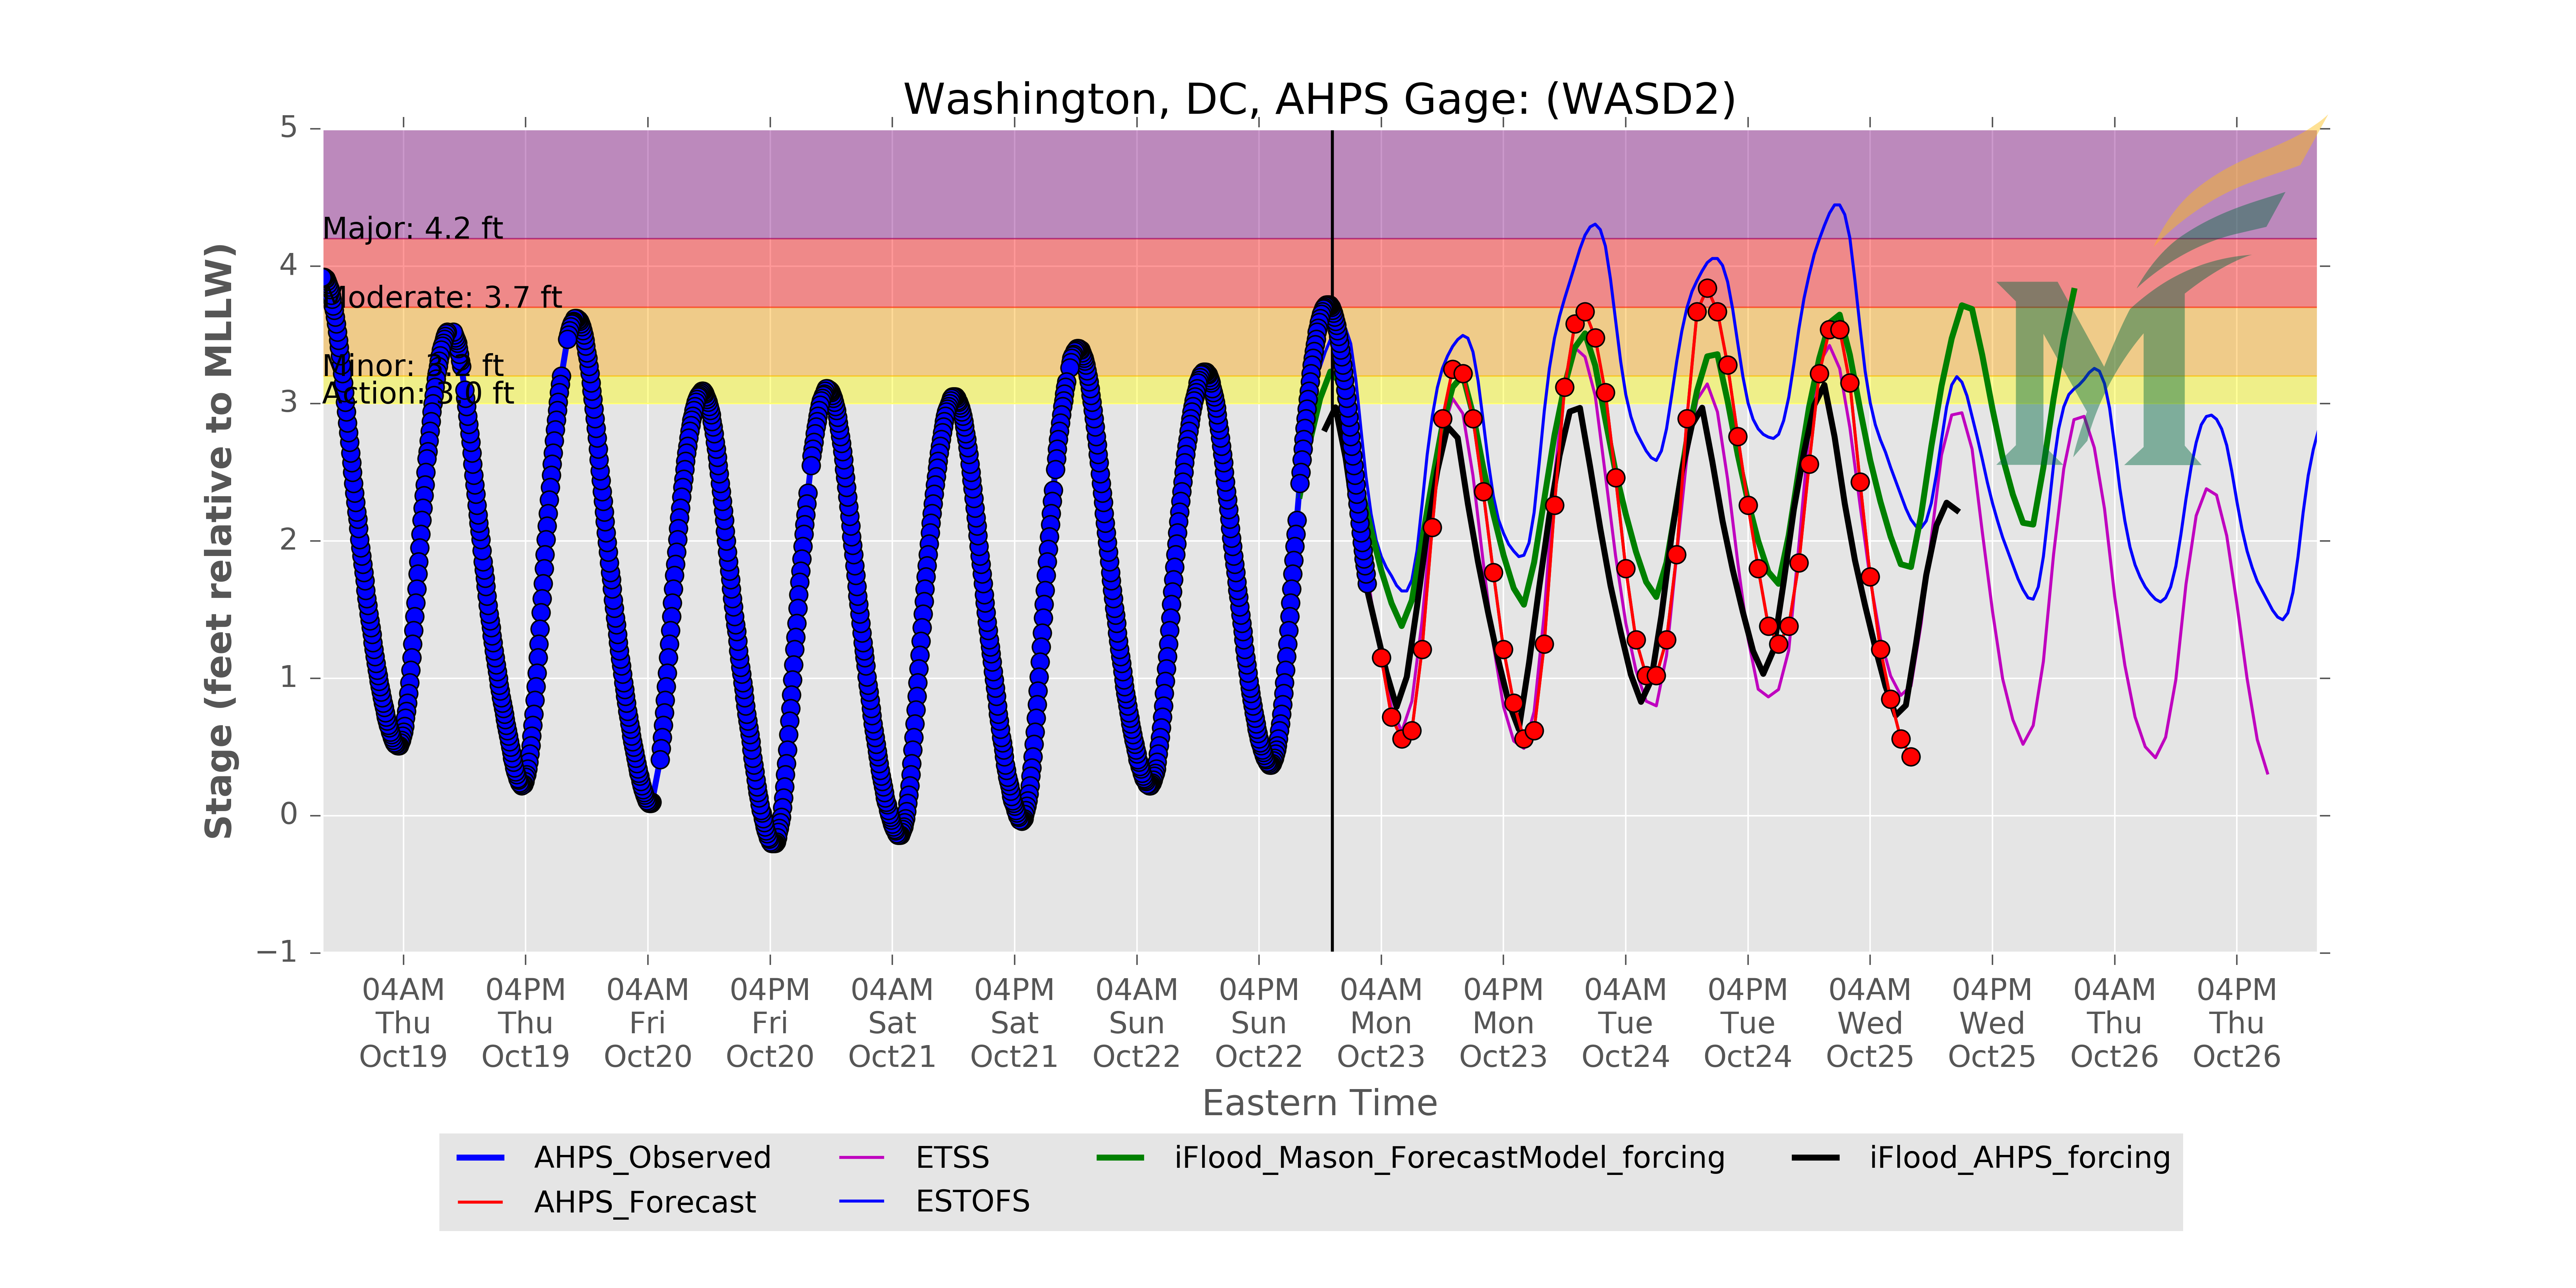 Washington, DC, AHPS Gage: (WASD2)
Stage (feet relative to MLLW)
5
4
3
2
1
0
−1
Major: 4.2 ft
Moderate: 3.7 ft
Minor: 3.2 ft
Action: 3.0 ft
04AM 04PM 04AM 04PM 04AM 04PM 04AM 04PM 04AM 04PM 04AM 04PM 04AM 04PM 04AM 04PM
Thu Thu Fri Fri Sat Sat Sun Sun Mon Mon Tue Tue Wed Wed Thu Thu
Oct19 Oct19 Oct20 Oct20 Oct21 Oct21 Oct22 Oct22 Oct23 Oct23 Oct24 Oct24 Oct25 Oct25 Oct26 Oct26
Eastern Time
AHPS_Observed ETSS iFlood_Mason_ForecastModel_forcing iFlood_AHPS_forcing
AHPS_Forecast ESTOFS
M